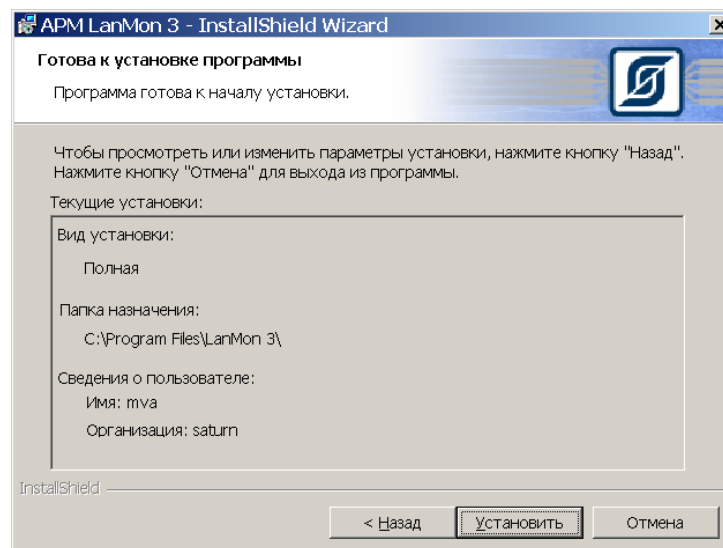 АРМ LanMon 3 - InstallShield Wizard
Готова к установке программы
Программа готова к началу установки.
Чтобы просмотреть или изменить параметры установки, нажмите кнопку "Назад".
Нажмите кнопку "Отмена" для выхода из программы.
Текущие установки:
Вид установки:
Полная
Папка назначения:
C:\Program Files\LanMon 3\
Сведения о пользователе:
Имя: mva
Организация: saturn
InstallShield
< Назад
Установить
Отмена